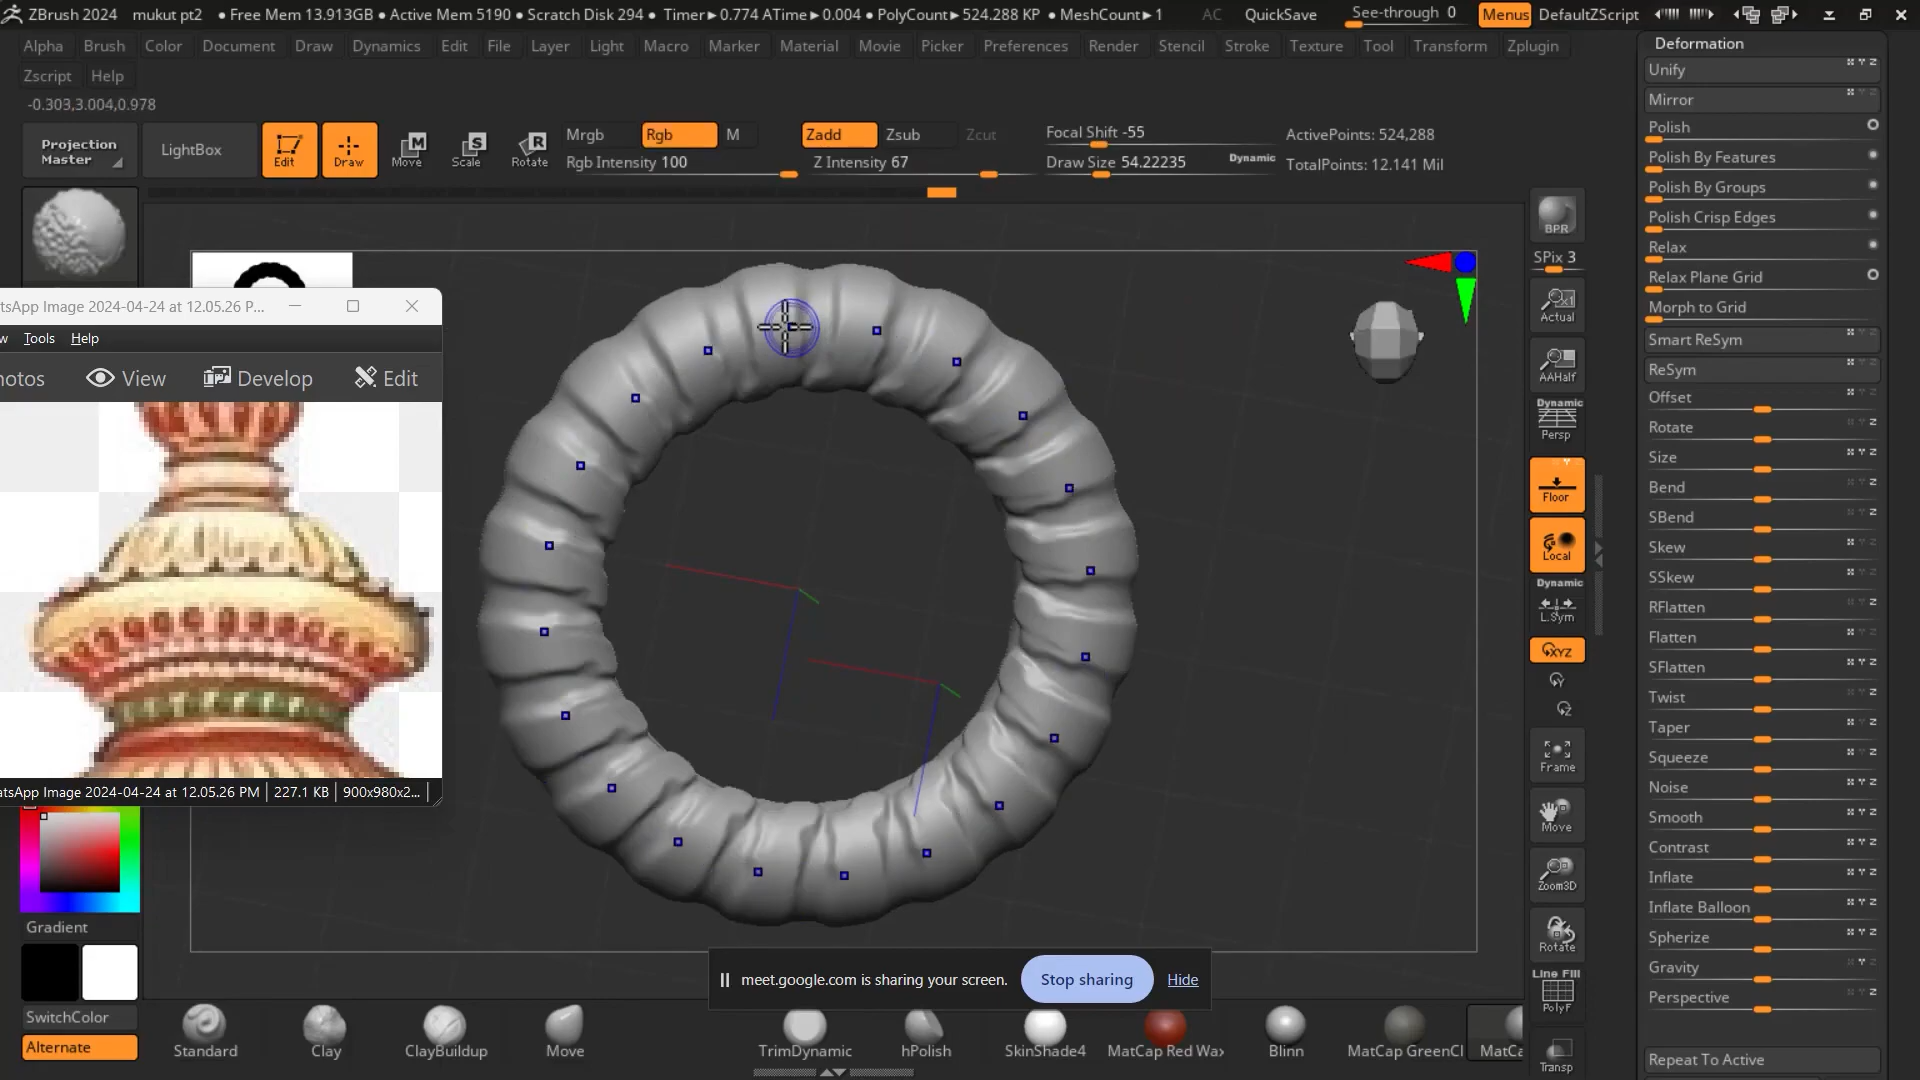 ZBrush 2024 mukut pt2 ● Free Mem 13.913GB ● Active Mem 5190 ● Scratch Disk 294 ● Timer►0.774 ATime►0.004 ● PolyCount►524.288 KP ● MeshCount►1 AC QuickSave See-through 0 Menus DefaultZScript
Alpha Brush Color Document Draw Dynamics Edit File Layer Light Macro Marker Material Movie Picker Preferences Render Stencil Stroke Texture Tool Transform Zplugin
Zscript Help
-0.303,3.004,0.978
Projection Master
LightBox
Edit
Draw
Move
Scale
Rotate
Mrgb Rgb M
Rgb Intensity 100
Zadd Zsub Zcut
Z Intensity 67
Focal Shift -55
Draw Size 54.22235 Dynamic
ActivePoints: 524,288
TotalPoints: 12.141 Mil
tsApp Image 2024-04-24 at 12.05.26 P...
w Tools Help
hotos View Develop Edit
atsApp Image 2024-04-24 at 12.05.26 PM 227.1 KB 900x980x2...
Gradient
SwitchColor
Alternate
BPR
SPix 3
Actual
AAHalf
Dynamic
Persp
Floor
Local
Dynamic
L.Sym
XYZ
Y
Z
Frame
Move
Zoom3D
Rotate
Line Fill
PolyF
Transp
Deformation
Unify
Mirror
Polish
Polish By Features
Polish By Groups
Polish Crisp Edges
Relax
Relax Plane Grid
Morph to Grid
Smart ReSym
ReSym
Offset
Rotate
Size
Bend
SBend
Skew
SSkew
RFlatten
Flatten
SFlatten
Twist
Taper
Squeeze
Noise
Smooth
Contrast
Inflate
Inflate Balloon
Spherize
Gravity
Perspective
Repeat To Active
meet.google.com is sharing your screen. Stop sharing Hide
Standard Clay ClayBuildup Move TrimDynamic hPolish SkinShade4 MatCap Red Wax Blinn MatCap GreenCl MatCa